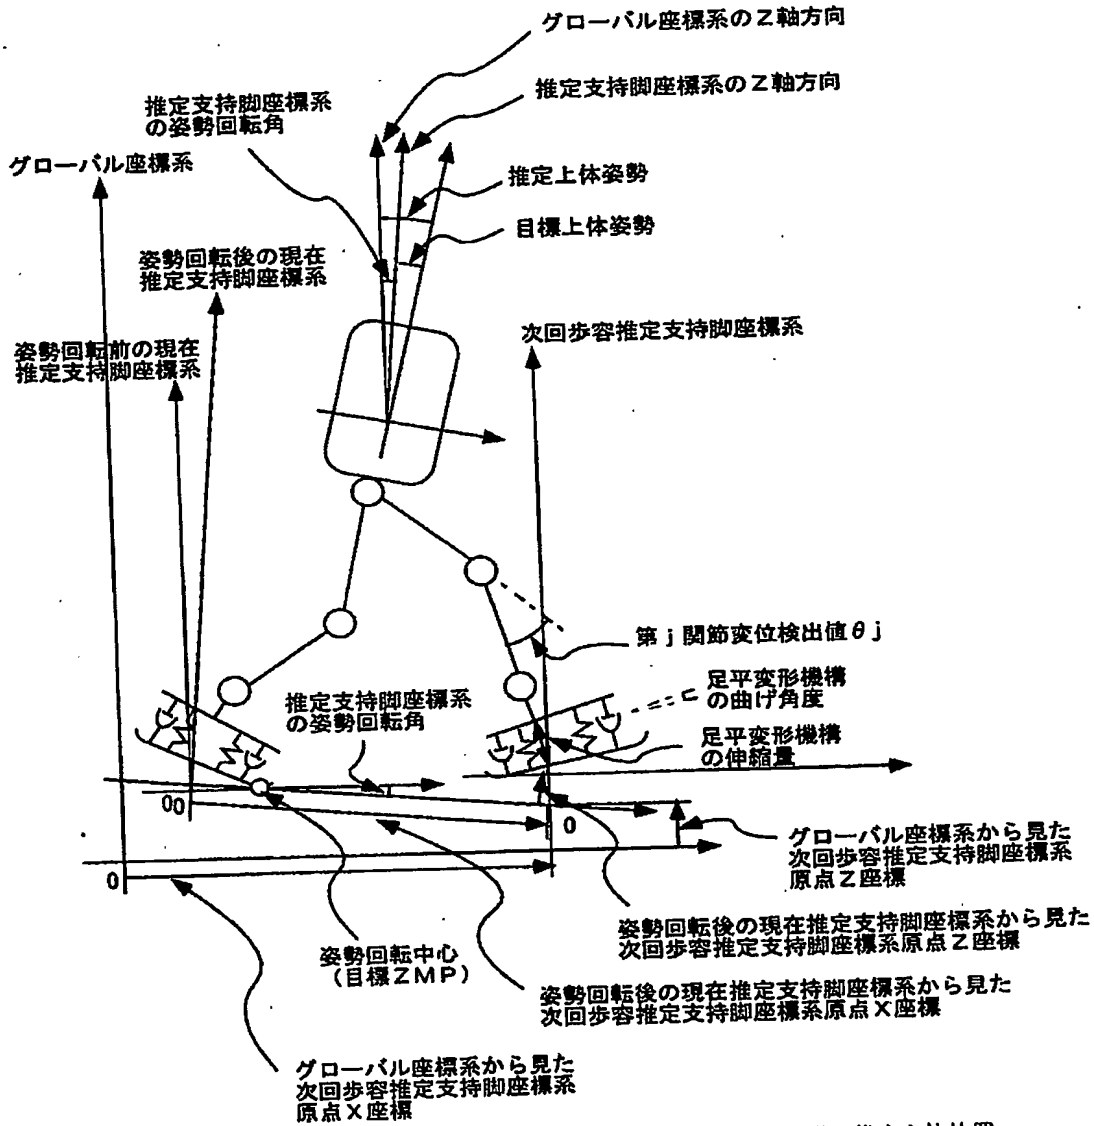 グローバル座標系のZ軸方向
推定支持脚座標系のZ軸方向
推定支持脚座標系
の姿勢回転角
グローバル座標系
推定上体姿勢
目標上体姿勢
姿勢回転後の現在
推定支持脚座標系
次回歩容推定支持脚座標系
姿勢回転前の現在
推定支持脚座標系
第j関節変位検出値θj
足平変形機構
の曲げ角度
推定支持脚座標系
の姿勢回転角
足平変形機構
の伸縮量
0
0
0
グローバル座標系から見た
次回歩容推定支持脚座標系
原点Z座標
0
姿勢回転後の現在推定支持脚座標系から見た
次回歩容推定支持脚座標系原点Z座標
姿勢回転中心
(目標ZMP)
姿勢回転後の現在推定支持脚座標系から見た
次回歩容推定支持脚座標系原点X座標
グローバル座標系から見た
次回歩容推定支持脚座標系
原点X座標